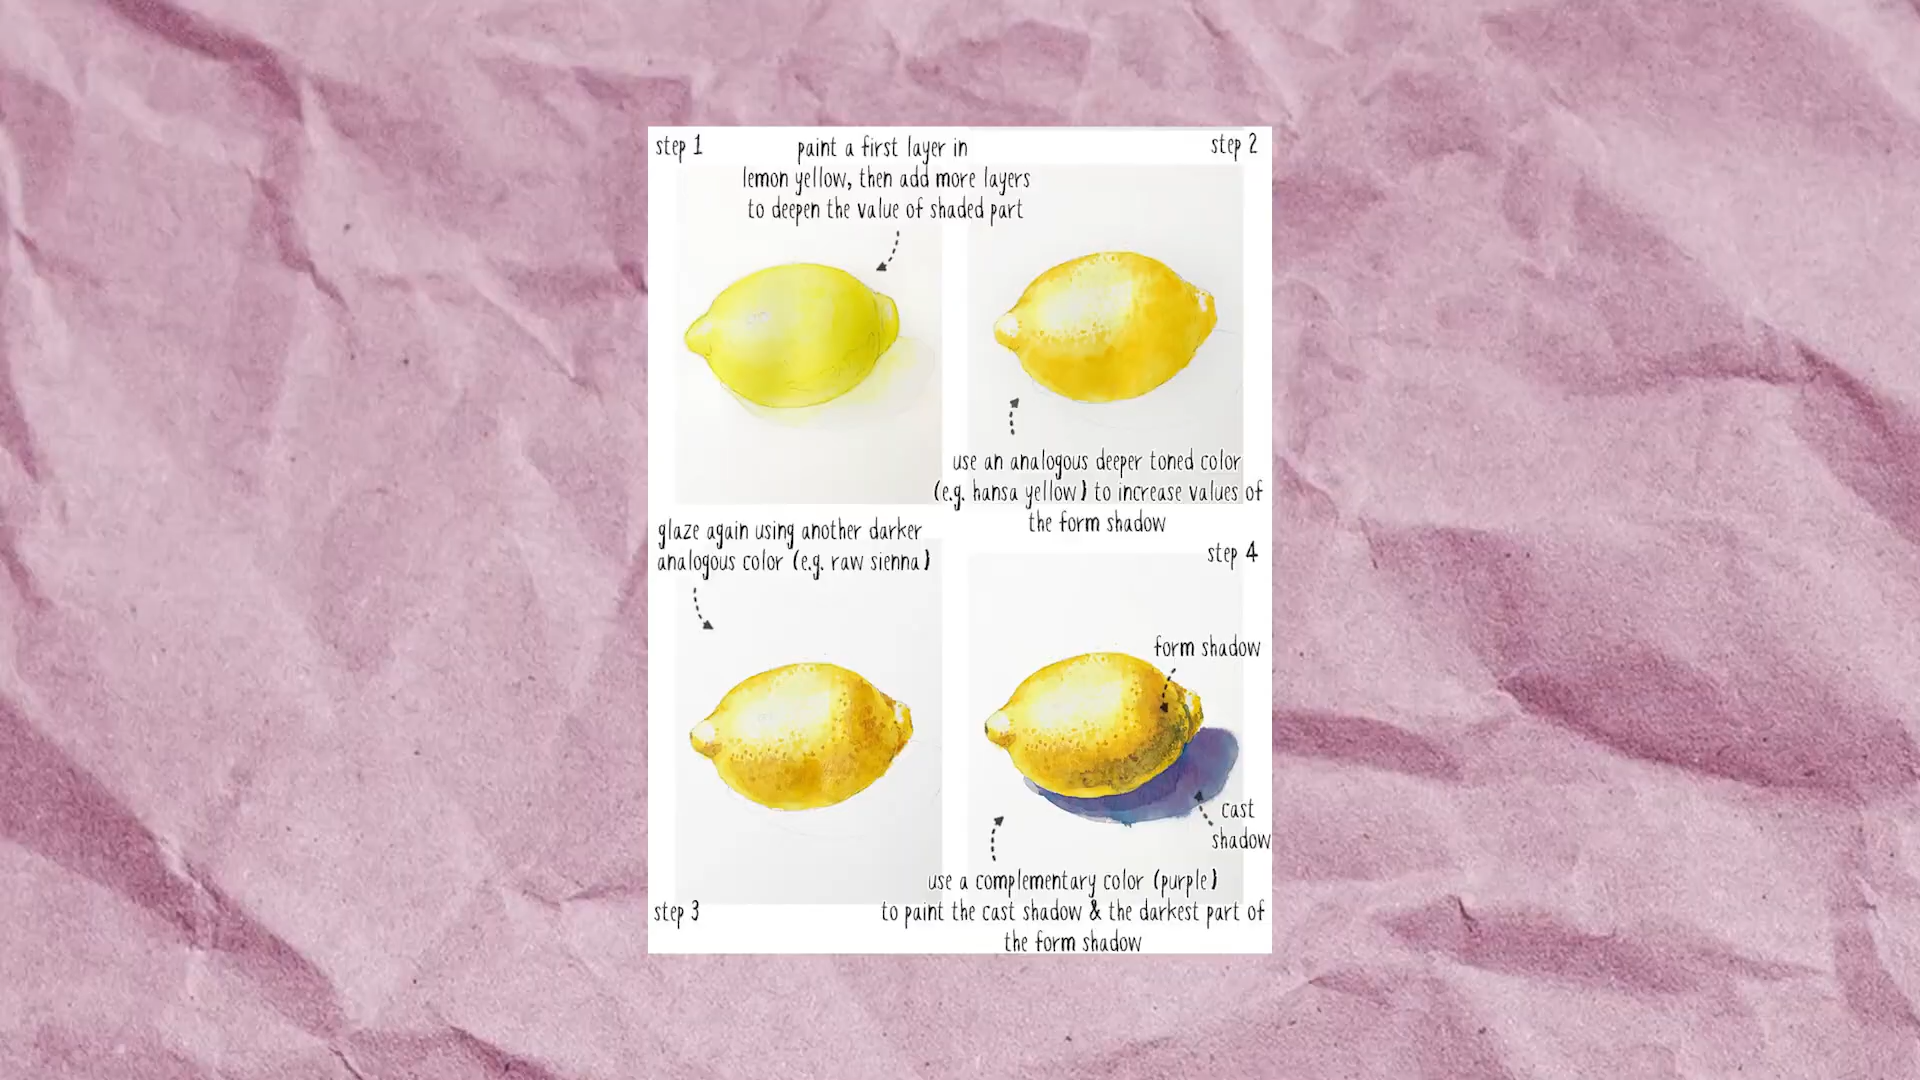 step 1
paint a first layer in
lemon yellow, then add more layers
to deepen the value of shaded part
step 2
use an analogous deeper toned color
(e.g. hansa yellow) to increase values of
the form shadow
glaze again using another darker
analogous color (e.g. raw sienna)
step 3
step 4
form shadow
cast
shadow
use a complementary color (purple)
to paint the cast shadow & the darkest part of
the form shadow